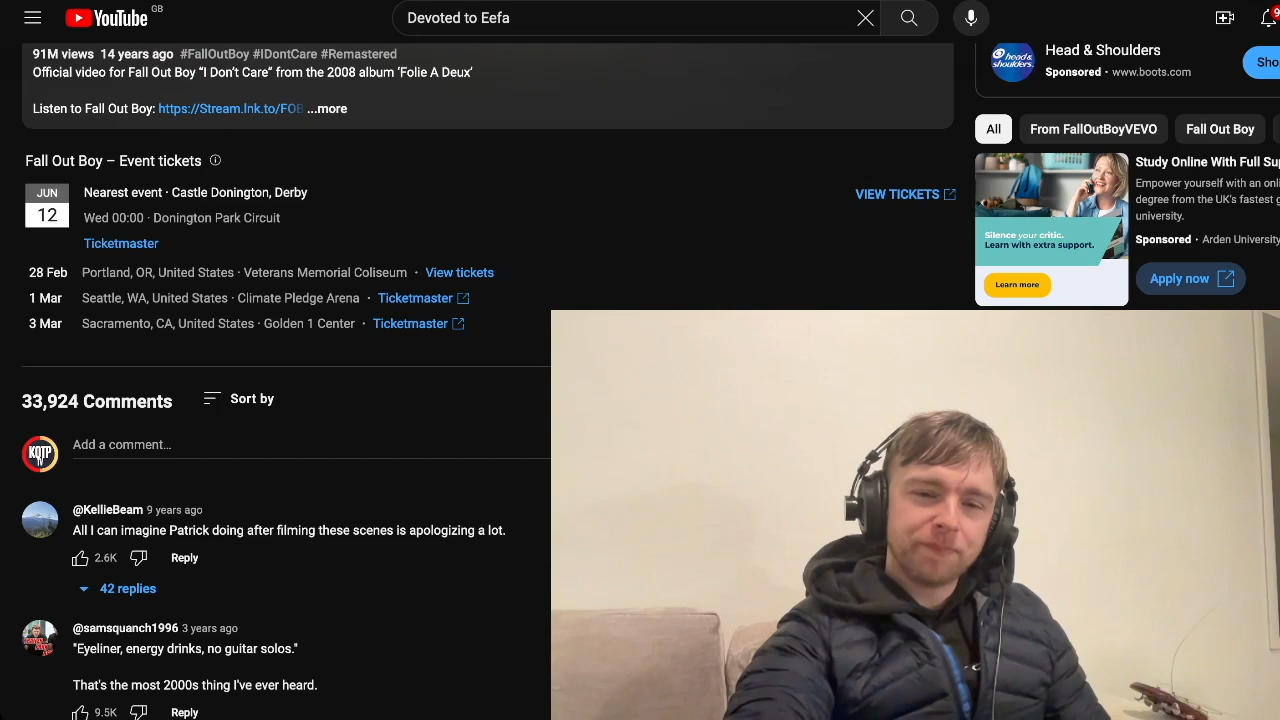 YouTube GB
Devoted to Eefa
9
91M views 14 years ago #FallOutBoy #IDontCare #Remastered
Official video for Fall Out Boy “I Don’t Care” from the 2008 album ‘Folie A Deux’
Listen to Fall Out Boy: https://Stream.lnk.to/FOB ...more
Fall Out Boy – Event tickets
JUN
12
Nearest event · Castle Donington, Derby
Wed 00:00 · Donington Park Circuit
Ticketmaster
VIEW TICKETS
28 Feb Portland, OR, United States · Veterans Memorial Coliseum · View tickets
1 Mar Seattle, WA, United States · Climate Pledge Arena · Ticketmaster
3 Mar Sacramento, CA, United States · Golden 1 Center · Ticketmaster
33,924 Comments Sort by
KOTP
TV
Add a comment...
@KellieBeam 9 years ago
All I can imagine Patrick doing after filming these scenes is apologizing a lot.
2.6K Reply
42 replies
@samsquanch1996 3 years ago
"Eyeliner, energy drinks, no guitar solos."
That's the most 2000s thing I've ever heard.
9.5K Reply
head & shoulders
Head & Shoulders
Sponsored · www.boots.com
Sho
All From FallOutBoyVEVO Fall Out Boy
Silence your critic.
Learn with extra support.
Learn more
Study Online With Full Sup
Empower yourself with an onli
degree from the UK's fastest g
university.
Sponsored · Arden University
Apply now